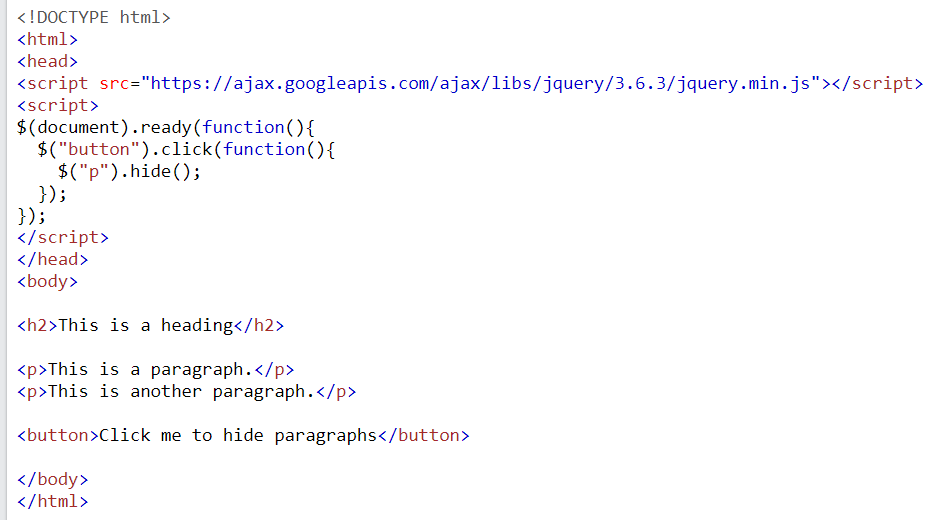 <!DOCTYPE html>
<html>
<head>
<script src="https://ajax.googleapis.com/ajax/libs/jquery/3.6.3/jquery.min.js"></script>
<script>
$(document).ready(function(){
  $("button").click(function(){
    $("p").hide();
  });
});
</script>
</head>
<body>

<h2>This is a heading</h2>

<p>This is a paragraph.</p>
<p>This is another paragraph.</p>

<button>Click me to hide paragraphs</button>

</body>
</html>